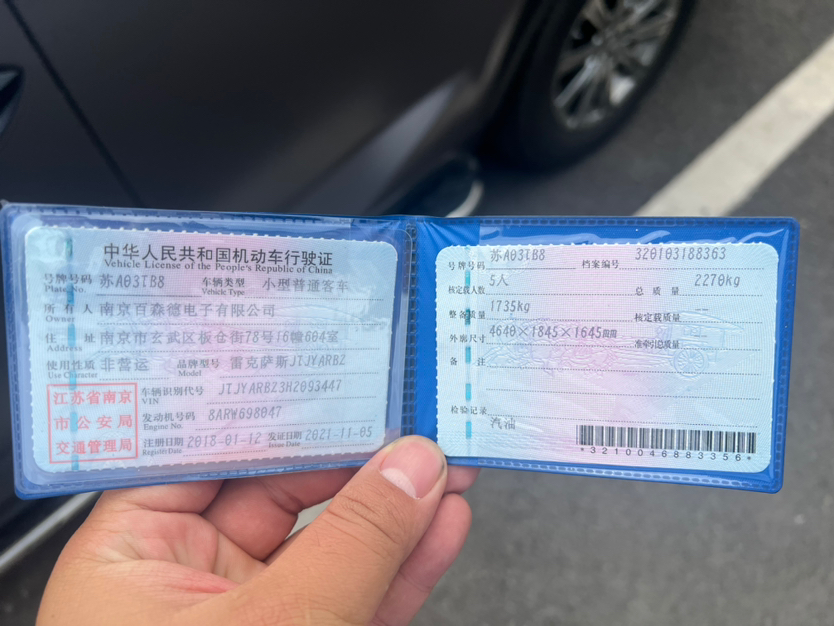 中华人民共和国机动车行驶证
Vehicle License of the People's Republic of China
号牌号码 苏A03TB8 车辆类型 小型普通客车
Plate No. Vehicle Type
所有人 南京百森德电子有限公司
Owner
住址 南京市玄武区板仓街78号16幢604室
Address
使用性质 非营运 品牌型号 雷克萨斯JTJYARBZ
Use Character Model
江苏省南京
市公安局
交通管理局
车辆识别代号 JTJYARBZ3H2093447
VIN
发动机号码 8ARW698047
Engine No.
注册日期 2018-01-12 发证日期 2021-11-05
Register Date Issue Date
号牌号码 苏A03TB8 档案编号 320103188363
核定载人数 5人 总质量 2270kg
整备质量 1735kg 核定载质量
外廓尺寸 4640×1845×1645mm 准牵引总质量
备注
检验记录
汽油
*3210046883356*